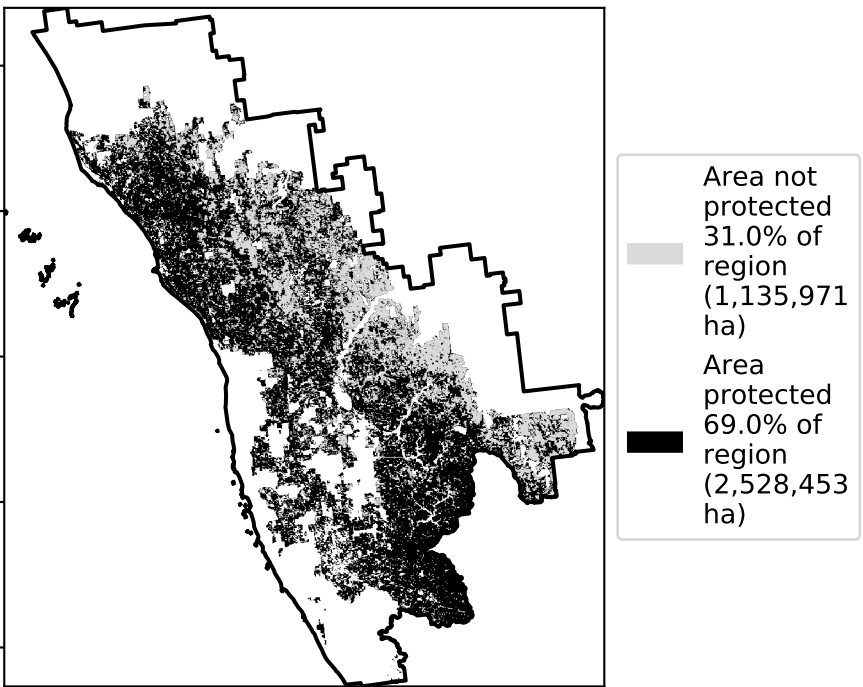 Area not
protected
31.0% of
region
(1,135,971
ha)
Area
protected
69.0% of
region
(2,528,453
ha)